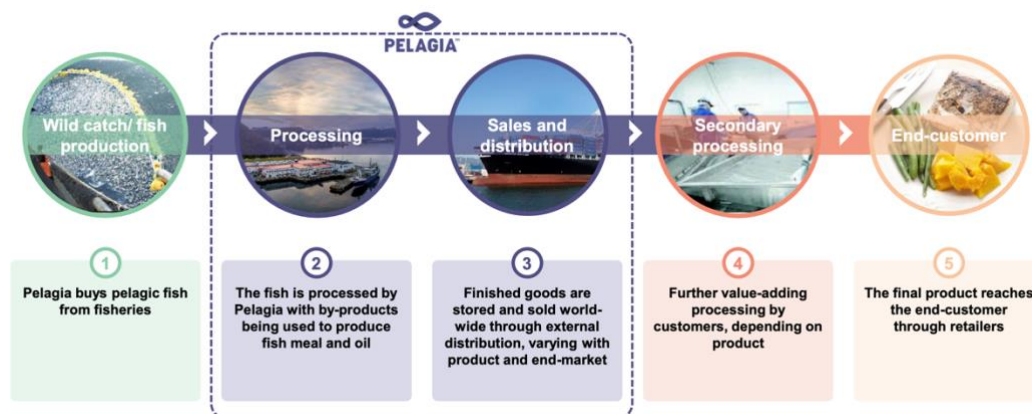 PELAGIA™
Wild catch/ fish
production
Processing
Sales and
distribution
Secondary
processing
End-customer
1
Pelagia buys pelagic fish
from fisheries
2
The fish is processed by
Pelagia with by-products
being used to produce
fish meal and oil
3
Finished goods are
stored and sold world-
wide through external
distribution, varying with
product and end-market
4
Further value-adding
processing by
customers, depending on
product
5
The final product reaches
the end-customer
through retailers